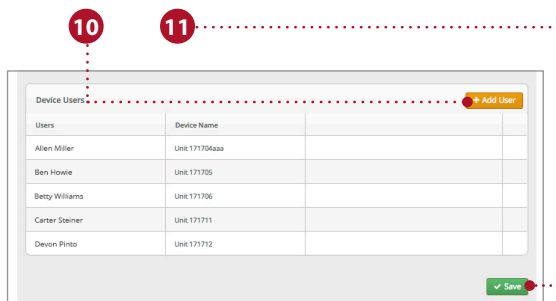 10 11
Device Users + Add User
Users Device Name
Allen Miller Unit 171704aaa
Ben Howie Unit 171705
Betty Williams Unit 171706
Carter Steiner Unit 171711
Devon Pinto Unit 171712
Save